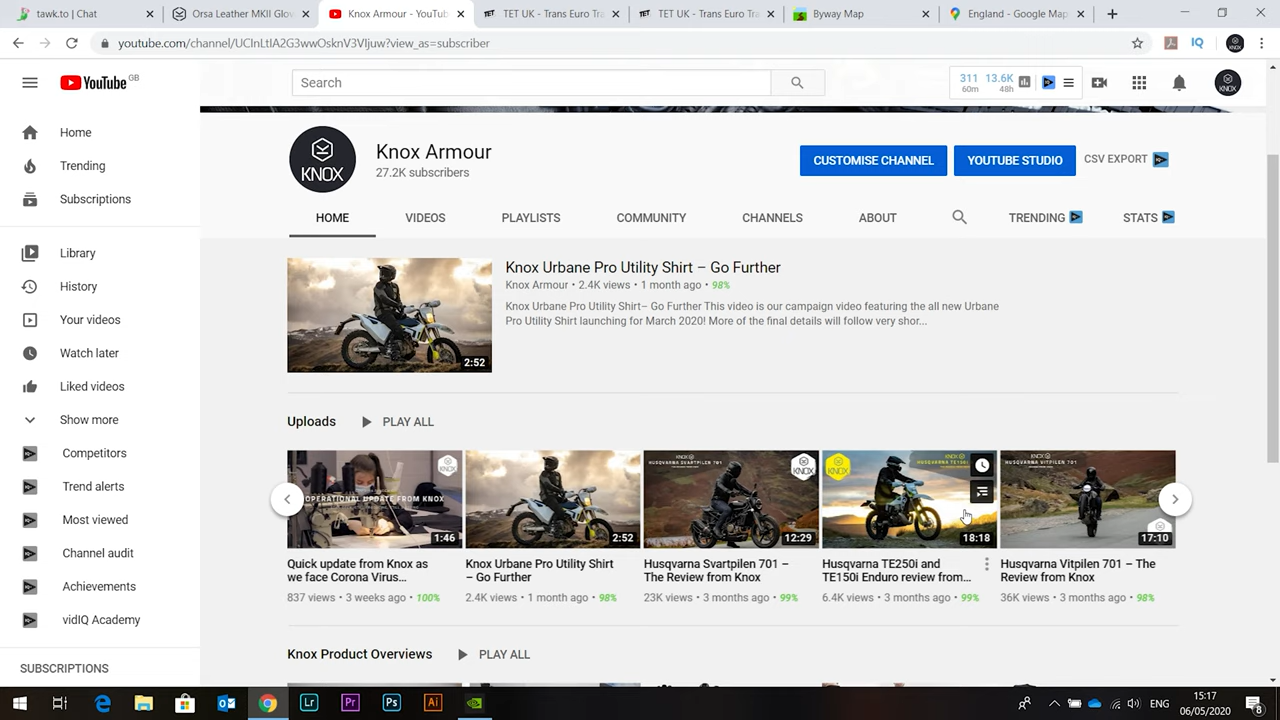 tawk.to | Chat
Orsa Leather MKII Glov
Knox Armour - YouTub
TET UK - Trans Euro Tra
TET UK - Trans Euro Tra
Byway Map
England - Google Map
youtube.com/channel/UCInLtIA2G3wwOsknV3VIjuw?view_as=subscriber
YouTube GB
Search
311 13.6K
60m 48h
KNOX
Home
Trending
Subscriptions
Library
History
Your videos
Watch later
Liked videos
Show more
Competitors
Trend alerts
Most viewed
Channel audit
Achievements
vidIQ Academy
SUBSCRIPTIONS
KNOX
Knox Armour
27.2K subscribers
CUSTOMISE CHANNEL
YOUTUBE STUDIO
CSV EXPORT
HOME
VIDEOS
PLAYLISTS
COMMUNITY
CHANNELS
ABOUT
TRENDING
STATS
2:52
Knox Urbane Pro Utility Shirt – Go Further
Knox Armour • 2.4K views • 1 month ago • 98%
Knox Urbane Pro Utility Shirt– Go Further This video is our campaign video featuring the all new Urbane
Pro Utility Shirt launching for March 2020! More of the final details will follow very shor...
Uploads
PLAY ALL
OPERATIONAL UPDATE FROM KNOX
1:46
Quick update from Knox as
we face Corona Virus...
837 views • 3 weeks ago • 100%
2:52
Knox Urbane Pro Utility Shirt
– Go Further
2.4K views • 1 month ago • 98%
HUSQVARNA SVARTPILEN 701
KNOX
12:29
Husqvarna Svartpilen 701 –
The Review from Knox
23K views • 3 months ago • 99%
KNOX
HUSQVARNA TE150i
18:18
Husqvarna TE250i and
TE150i Enduro review from...
6.4K views • 3 months ago • 99%
HUSQVARNA VITPILEN 701
17:10
Husqvarna Vitpilen 701 – The
Review from Knox
36K views • 3 months ago • 98%
Knox Product Overviews
PLAY ALL
Lr
Pr
Ps
Ai
ENG
15:17
06/05/2020
8